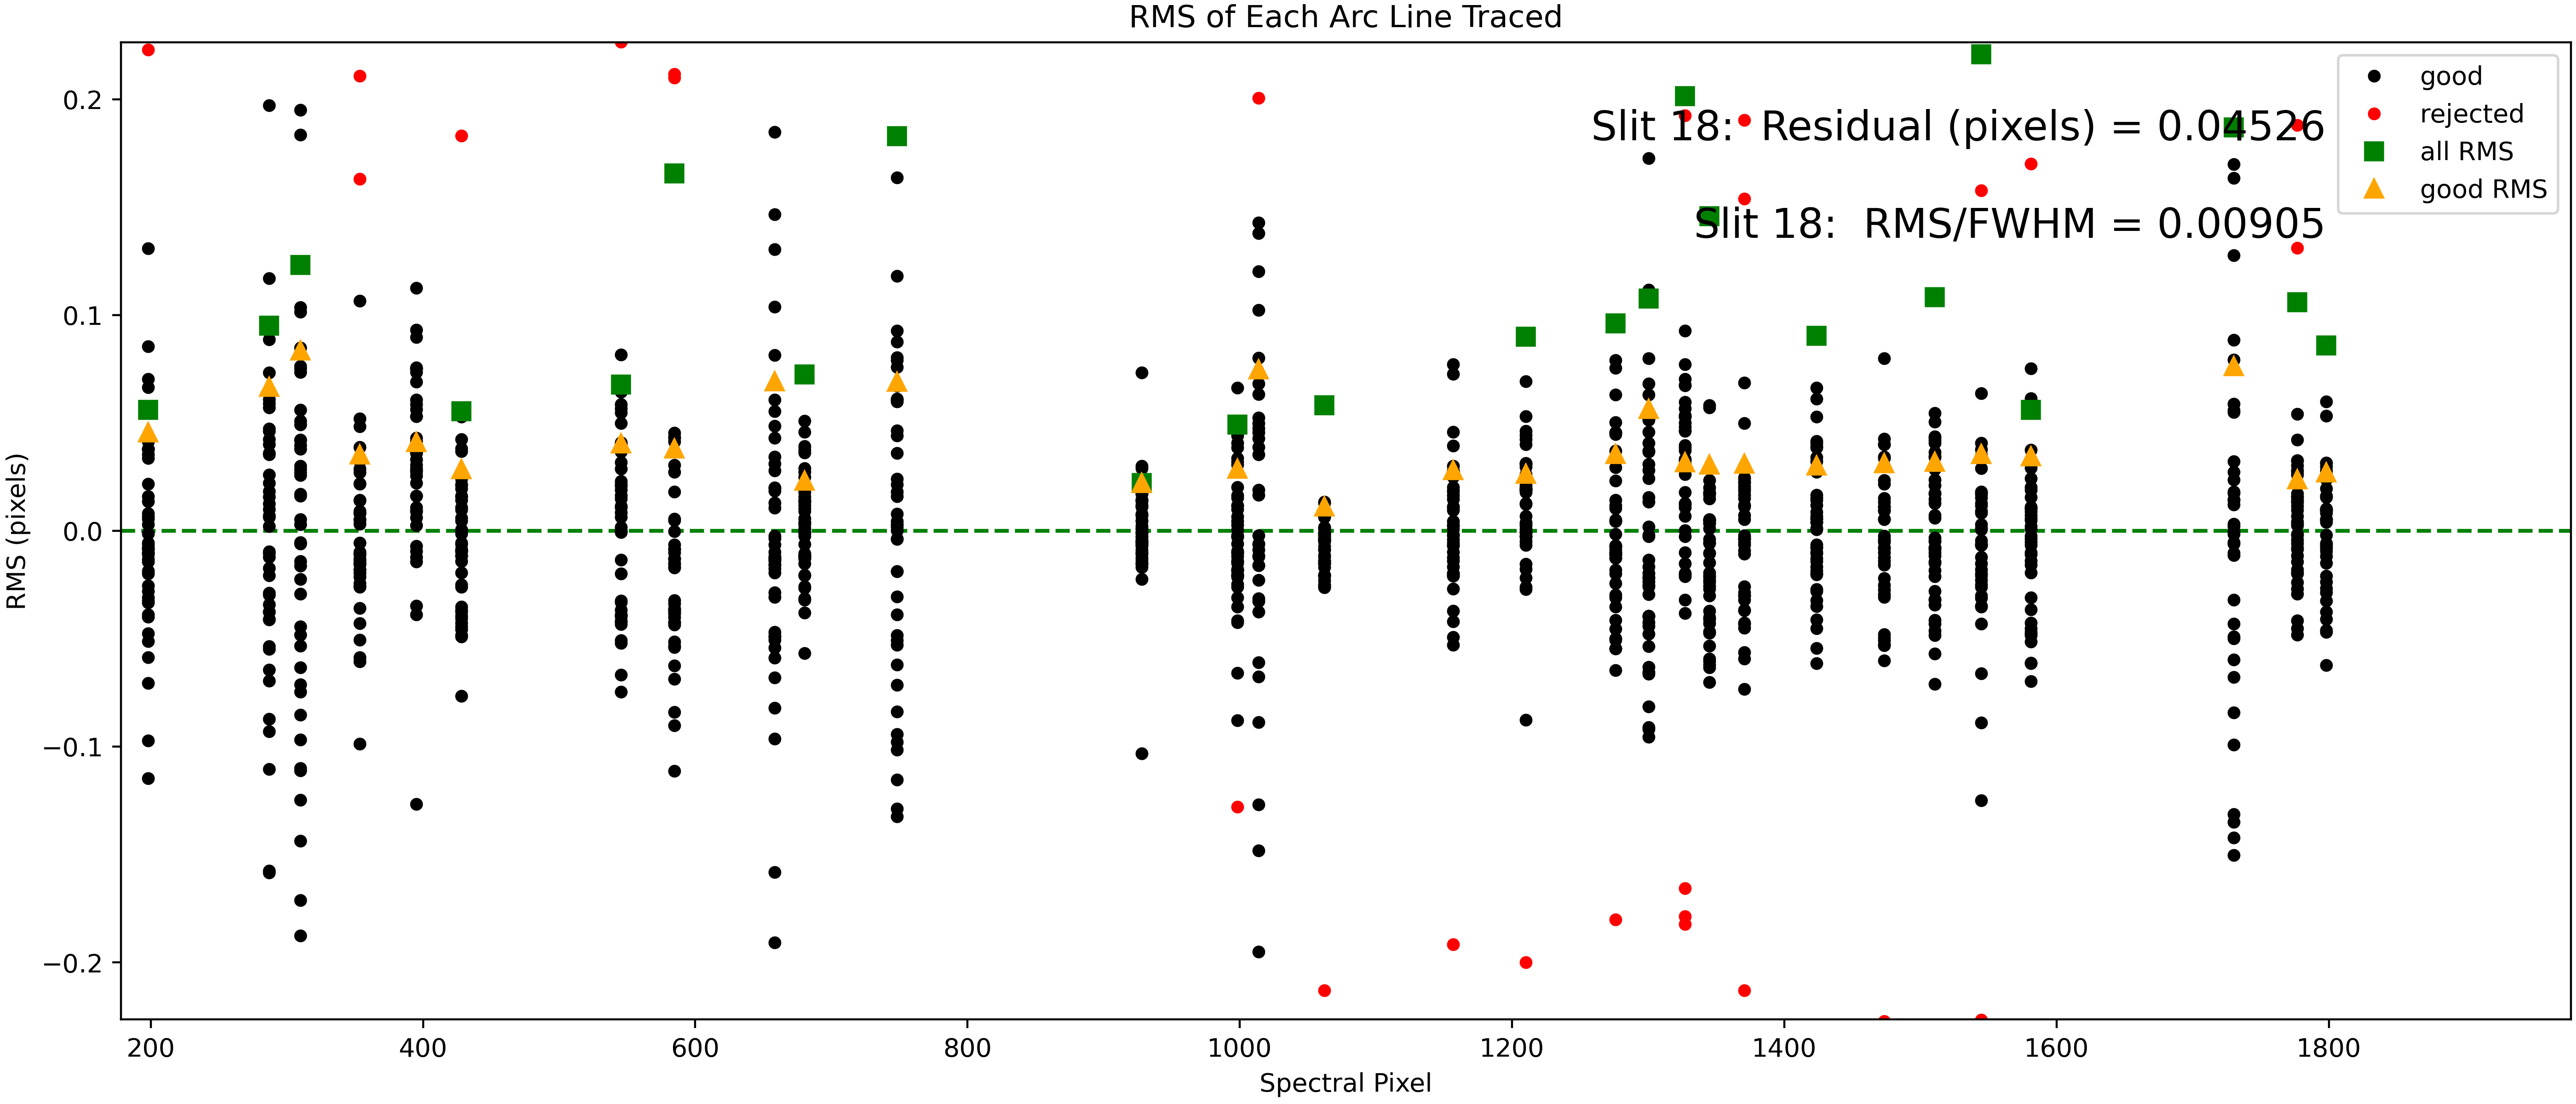 RMS of Each Arc Line Traced
good
rejected
all RMS
good RMS
Slit 18:  Residual (pixels) = 0.04526
Slit 18:  RMS/FWHM = 0.00905
RMS (pixels)
0.2
0.1
0.0
−0.1
−0.2
200 400 600 800 1000 1200 1400 1600 1800
Spectral Pixel